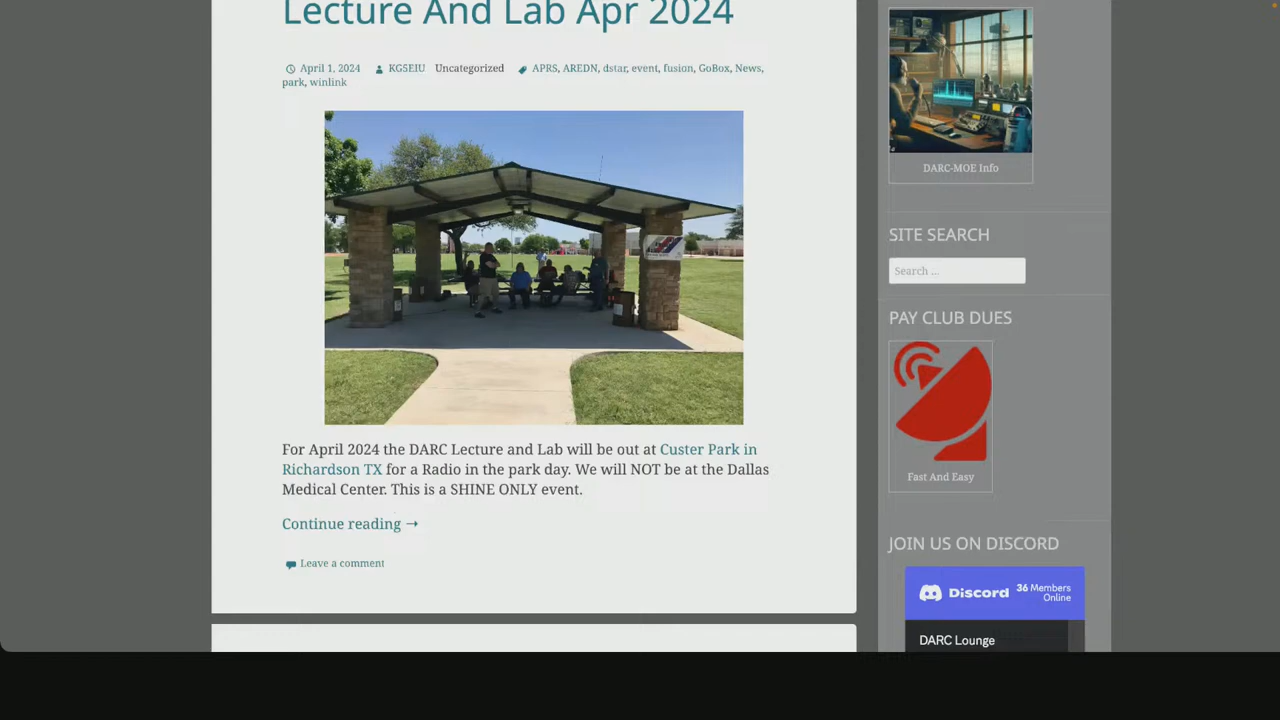 Lecture And Lab Apr 2024
April 1, 2024 KG5EIU Uncategorized APRS, AREDN, dstar, event, fusion, GoBox, News,
park, winlink
For April 2024 the DARC Lecture and Lab will be out at Custer Park in
Richardson TX for a Radio in the park day. We will NOT be at the Dallas
Medical Center. This is a SHINE ONLY event.
Continue reading →
Leave a comment
DARC-MOE Info
SITE SEARCH
Search ...
PAY CLUB DUES
Fast And Easy
JOIN US ON DISCORD
Discord 36 Members
Online
DARC Lounge